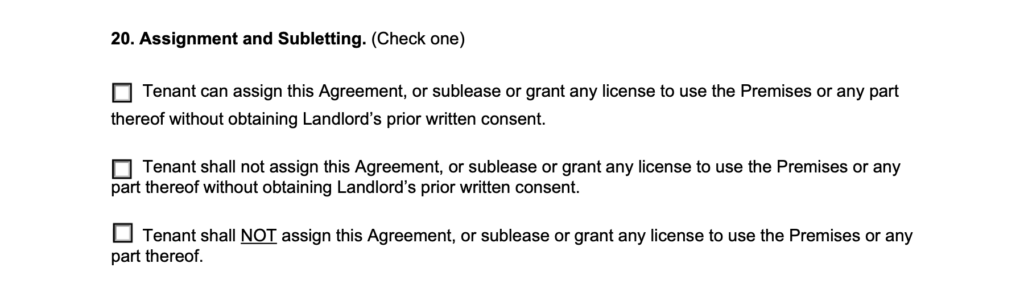 20. Assignment and Subletting. (Check one)
Tenant can assign this Agreement, or sublease or grant any license to use the Premises or any part
thereof without obtaining Landlord’s prior written consent.
Tenant shall not assign this Agreement, or sublease or grant any license to use the Premises or any
part thereof without obtaining Landlord’s prior written consent.
Tenant shall NOT assign this Agreement, or sublease or grant any license to use the Premises or any
part thereof.